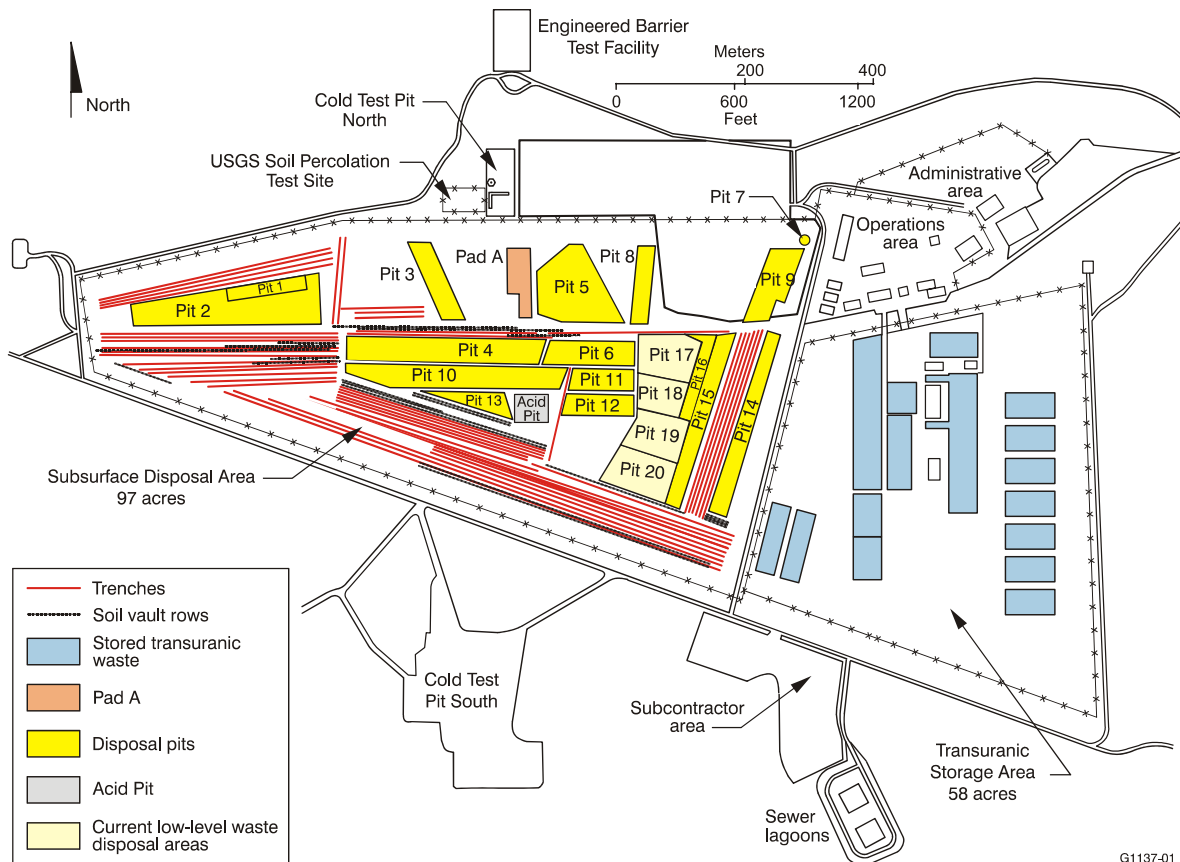 Engineered Barrier
Test Facility
Meters
200
400
0
600
1200
Feet
North
Cold Test Pit
North
USGS Soil Percolation
Test Site
Administrative
area
Pit 7
Operations
area
Pit 3
Pad A
Pit 5
Pit 8
Pit 9
Pit 1
Pit 2
Pit 4
Pit 6
Pit 17
Pit 16
Pit 10
Pit 11
Pit 18
Pit 15
Pit 14
Pit 13
Acid
Pit
Pit 12
Pit 19
Pit 20
Subsurface Disposal Area
97 acres
Trenches
Soil vault rows
Stored transuranic
waste
Pad A
Disposal pits
Acid Pit
Current low-level waste
disposal areas
Cold Test
Pit South
Subcontractor
area
Transuranic
Storage Area
58 acres
Sewer
lagoons
G1137-01